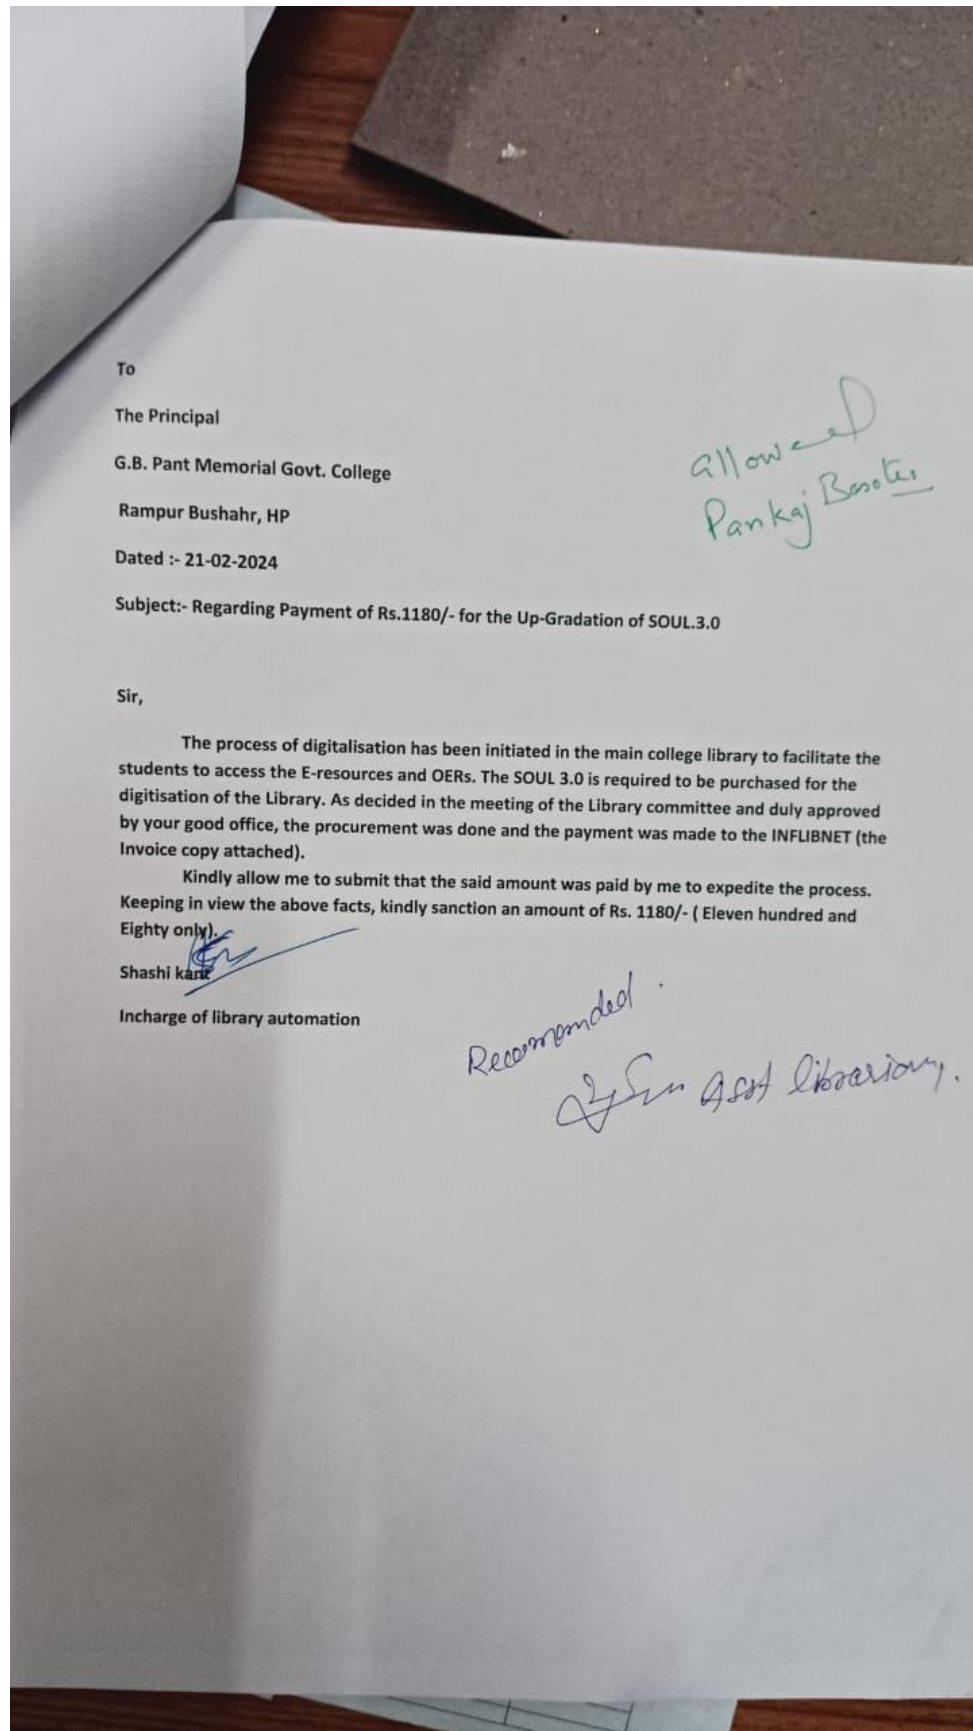 To
The Principal
allowed
G.B. Pant Memorial Govt. College
Pankaj
Rampur Bushahr, HP
Dated :- 21-02-2024
Subject:- Regarding Payment of Rs.1180/- for the Up-Gradation of SOUL.3.0
Sir,
The process of digitalisation has been initiated in the main college library to facilitate the
students to access the E-resources and OERs. The SOUL 3.0 is required to be purchased for the
digitisation of the Library. As decided in the meeting of the Library committee and duly approved
by your good office, the procurement was done and the payment was made to the INFLIBNET (the
Invoice copy attached).
Kindly allow me to submit that the said amount was paid by me to expedite the process.
Keeping in view the above facts, kindly sanction an amount of Rs. 1180/- ( Eleven hundred and
Eighty only).
Shashi kant
Incharge of library automation
Recommended.
Asst librarian.